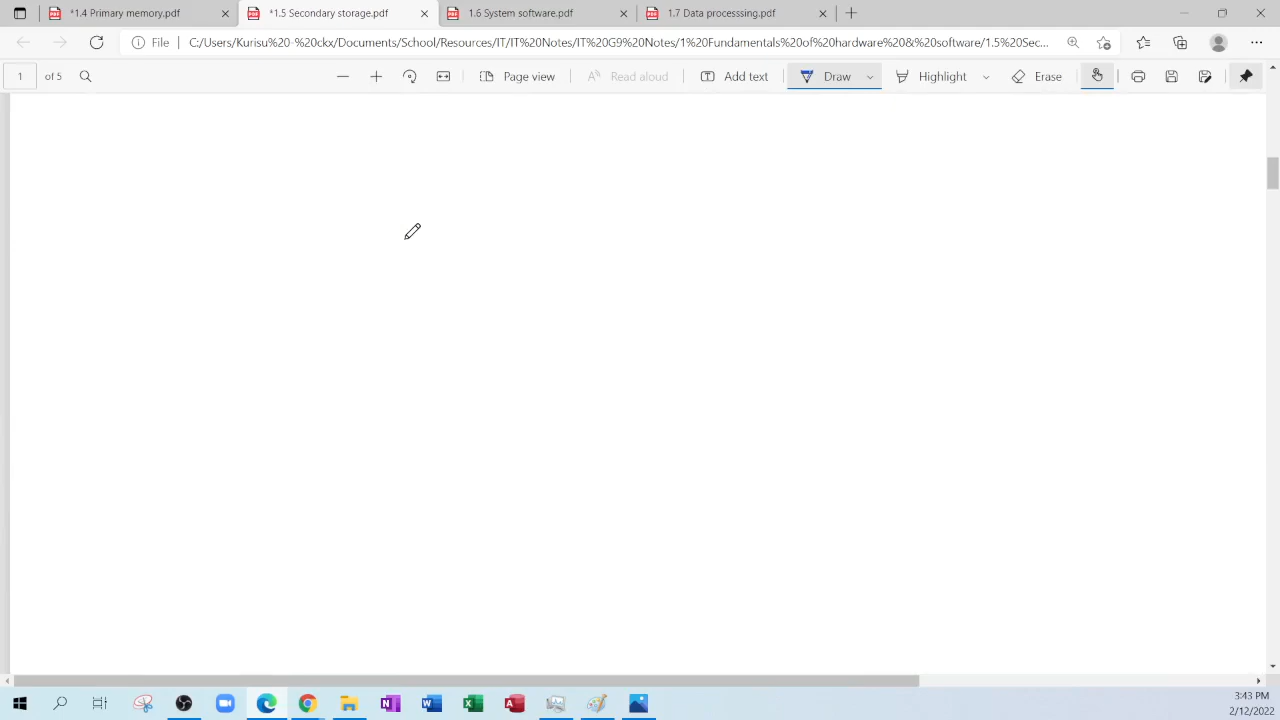 *1.4 Primary memory.pdf
*1.5 Secondary storage.pdf
1.6 System software.pdf
1.7 Data processsing.pdf
File
C:/Users/Kurisu%20-%20ckx/Documents/School/Resources/IT/IT%20Notes/IT%20G9%20Notes/1%20Fundamentals%20of%20hardware%20&%20software/1.5%20Sec...
1 of 5
Page view
Read aloud
Add text
Draw
Highlight
Erase
3:43 PM
2/12/2022